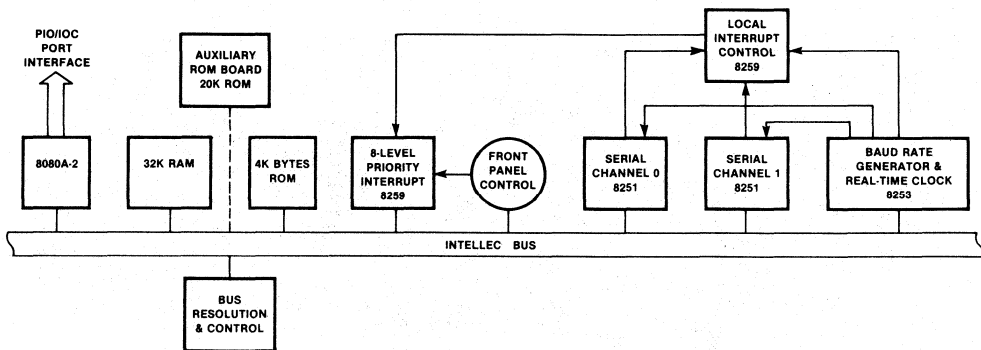 PIO/IOC
PORT
INTERFACE
AUXILIARY
ROM BOARD
20K ROM
LOCAL
INTERRUPT
CONTROL
8259
8080A-2
32K RAM
4K BYTES
ROM
8-LEVEL
PRIORITY
INTERRUPT
8259
FRONT
PANEL
CONTROL
SERIAL
CHANNEL 0
8251
SERIAL
CHANNEL 1
8251
BAUD RATE
GENERATOR &
REAL-TIME CLOCK
8253
INTELLEC BUS
BUS
RESOLUTION
& CONTROL